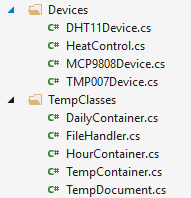 Devices
C# DHT11Device.cs
C# HeatControl.cs
C# MCP9808Device.cs
C# TMP007Device.cs
TempClasses
C# DailyContainer.cs
C# FileHandler.cs
C# HourContainer.cs
C# TempContainer.cs
C# TempDocument.cs